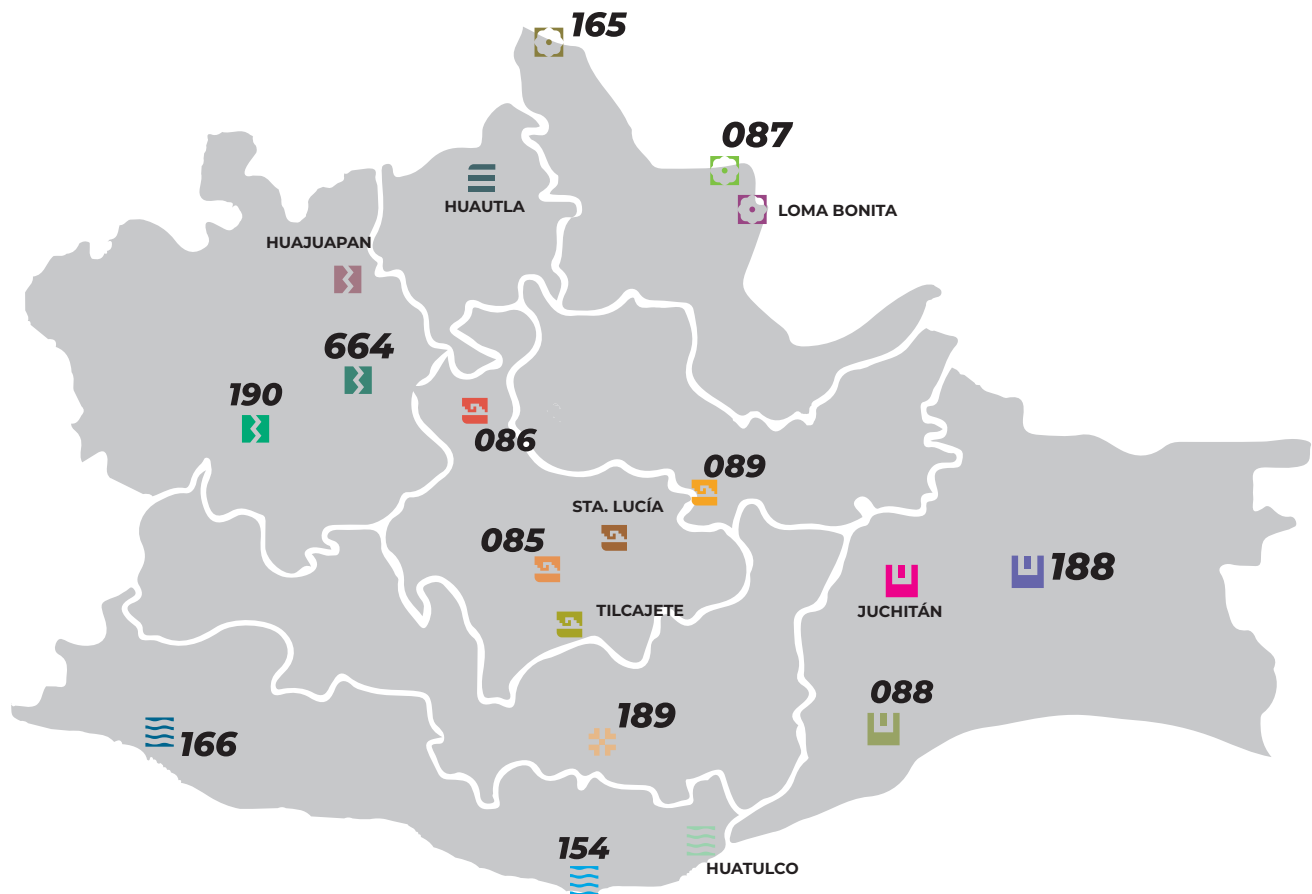 165
087
HUAUTLA
LOMA BONITA
HUAJUAPAN
664
190
086
089
STA. LUCÍA
085
188
TILCAJETE
JUCHITÁN
088
189
166
154
HUATULCO